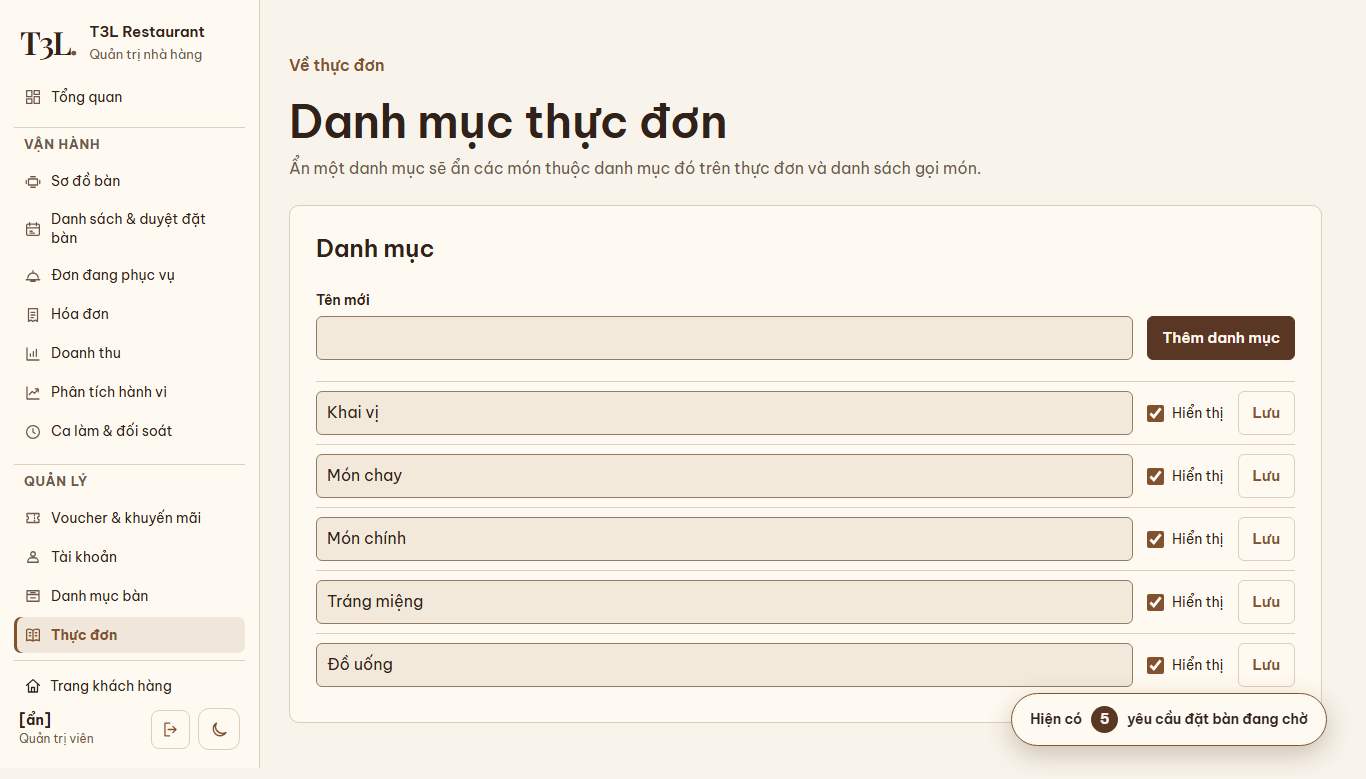 T3L.
T3L Restaurant
Quản trị nhà hàng
Tổng quan
VẬN HÀNH
Sơ đồ bàn
Danh sách & duyệt đặt
bàn
Đơn đang phục vụ
Hóa đơn
Doanh thu
Phân tích hành vi
Ca làm & đối soát
QUẢN LÝ
Voucher & khuyến mãi
Tài khoản
Danh mục bàn
Thực đơn
Trang khách hàng
[ẩn]
Quản trị viên
Về thực đơn
Danh mục thực đơn
Ẩn một danh mục sẽ ẩn các món thuộc danh mục đó trên thực đơn và danh sách gọi món.
Danh mục
Tên mới
Thêm danh mục
Khai vị Hiển thị Lưu
Món chay Hiển thị Lưu
Món chính Hiển thị Lưu
Tráng miệng Hiển thị Lưu
Đồ uống Hiển thị Lưu
Hiện có 5 yêu cầu đặt bàn đang chờ